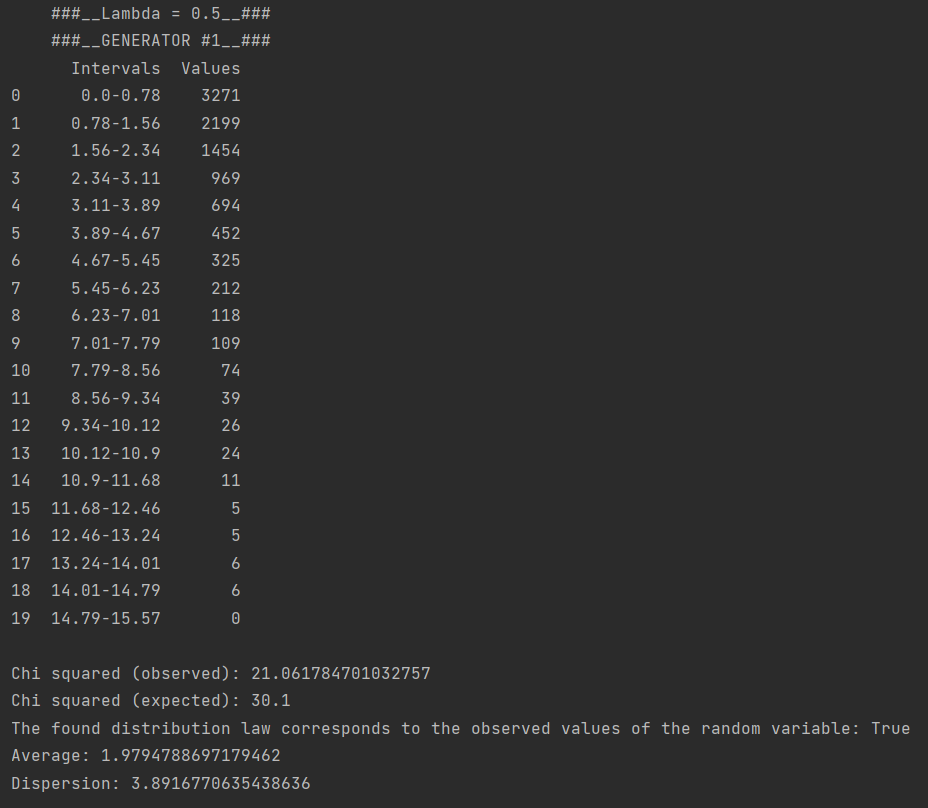 ###__Lambda = 0.5__###
###__GENERATOR #1__###
Intervals Values
0 0.0-0.78 3271
1 0.78-1.56 2199
2 1.56-2.34 1454
3 2.34-3.11 969
4 3.11-3.89 694
5 3.89-4.67 452
6 4.67-5.45 325
7 5.45-6.23 212
8 6.23-7.01 118
9 7.01-7.79 109
10 7.79-8.56 74
11 8.56-9.34 39
12 9.34-10.12 26
13 10.12-10.9 24
14 10.9-11.68 11
15 11.68-12.46 5
16 12.46-13.24 5
17 13.24-14.01 6
18 14.01-14.79 6
19 14.79-15.57 0
Chi squared (observed): 21.061784701032757
Chi squared (expected): 30.1
The found distribution law corresponds to the observed values of the random variable: True
Average: 1.9794788697179462
Dispersion: 3.8916770635438636